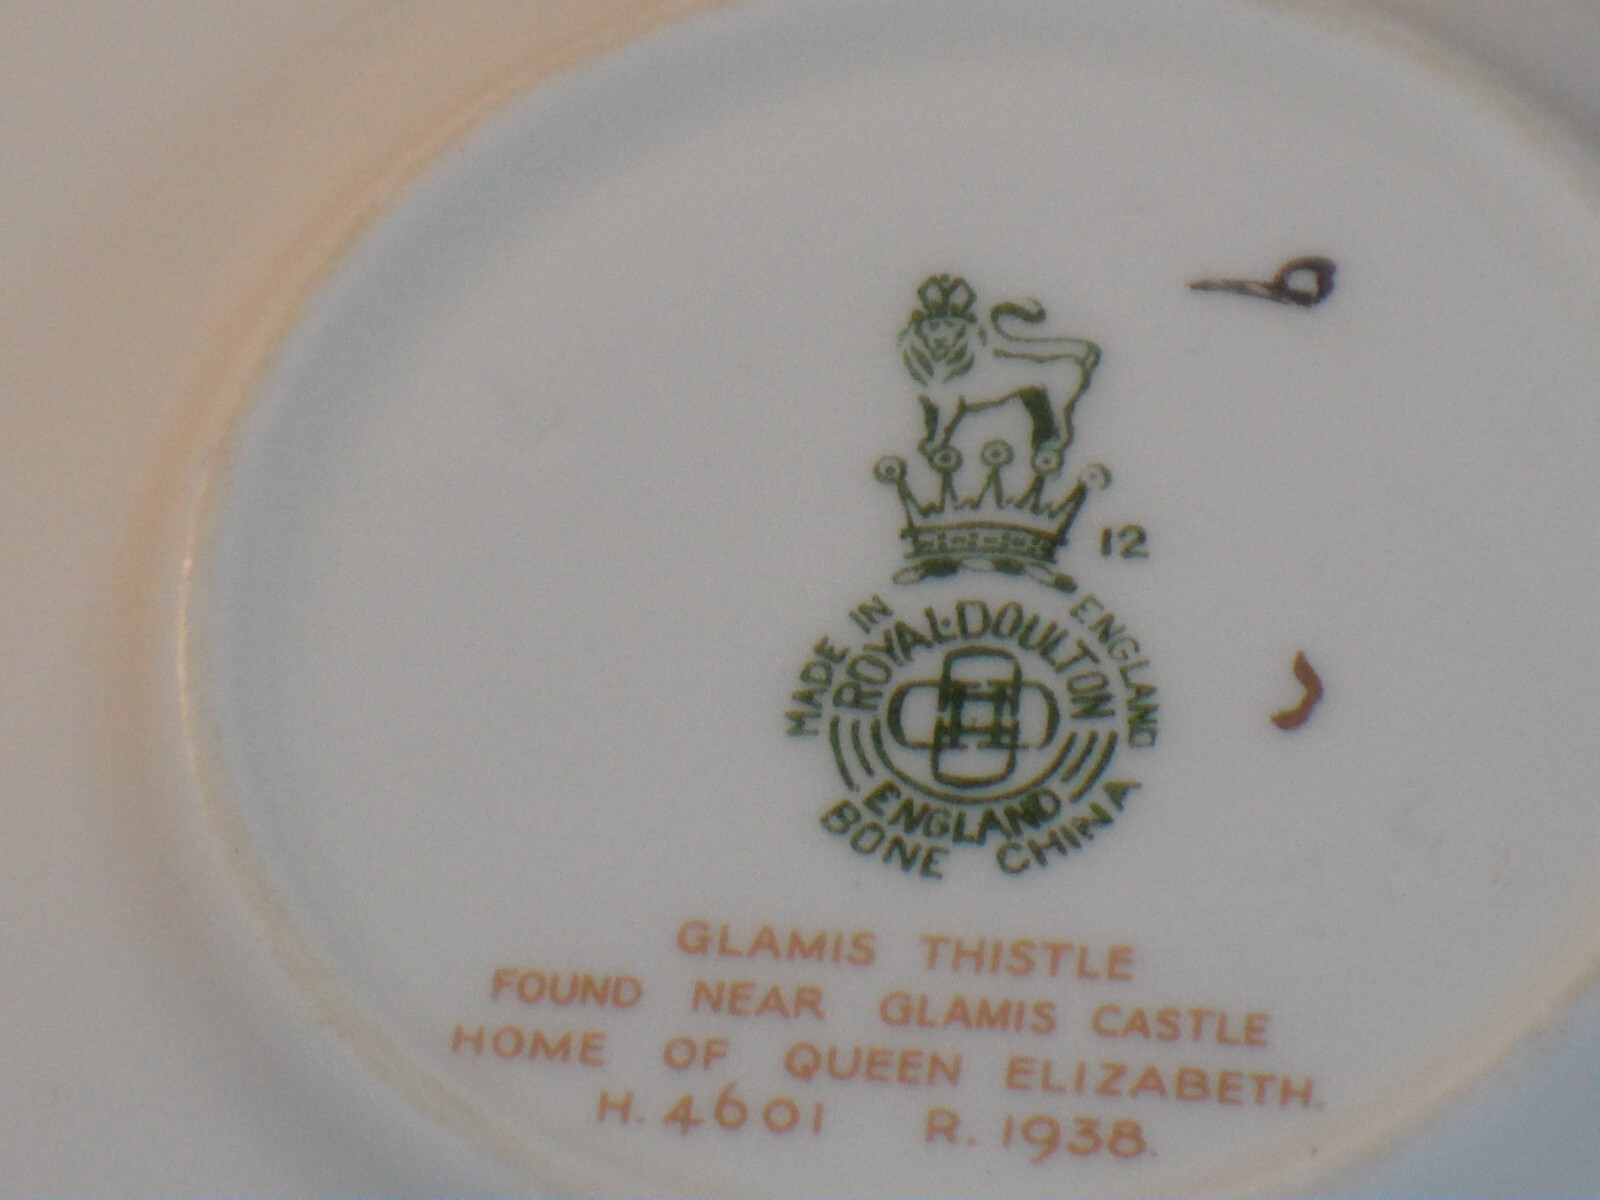 12
MADE IN ENGLAND
ROYAL·DOULTON
ENGLAND
BONE CHINA
GLAMIS THISTLE
FOUND NEAR GLAMIS CASTLE
HOME OF QUEEN ELIZABETH.
H.4601 R.1938.